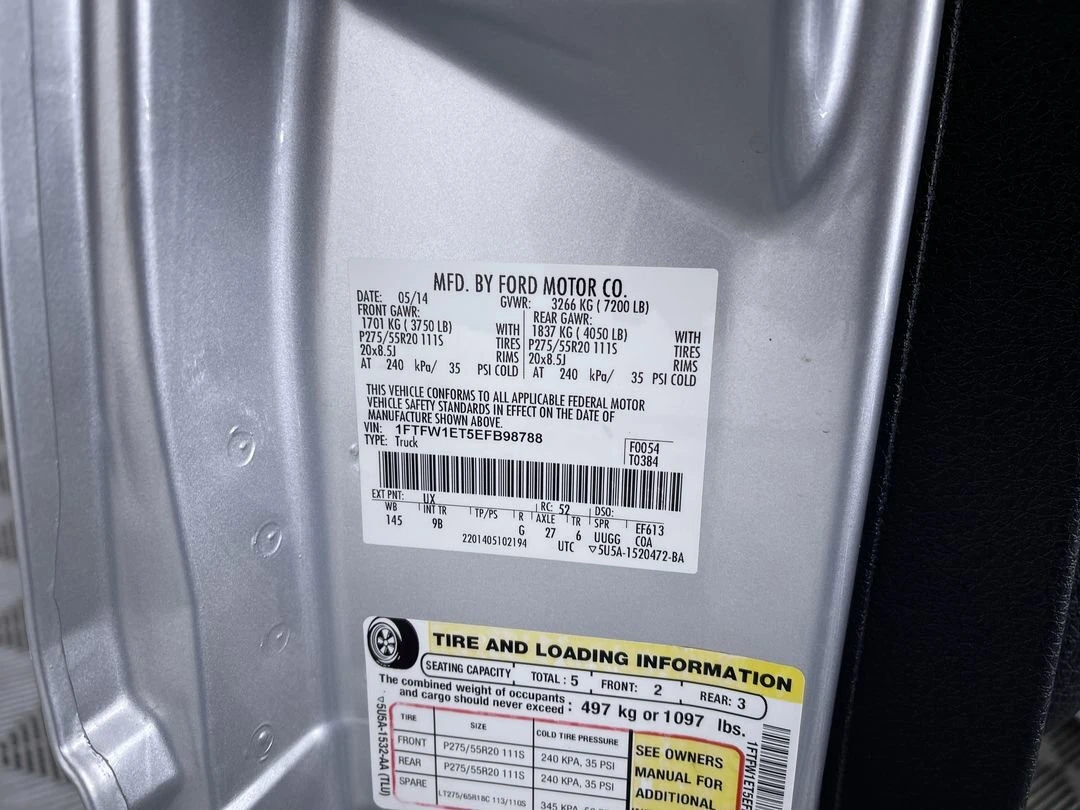 MFD. BY FORD MOTOR CO.
DATE: 05/14 GVWR: 3266 KG ( 7200 LB)
FRONT GAWR: REAR GAWR:
1701 KG ( 3750 LB) WITH 1837 KG ( 4050 LB) WITH
P275/55R20 111S TIRES P275/55R20 111S TIRES
20x8.5J RIMS 20x8.5J RIMS
AT 240 kPa/ 35 PSI COLD AT 240 kPa/ 35 PSI COLD
THIS VEHICLE CONFORMS TO ALL APPLICABLE FEDERAL MOTOR
VEHICLE SAFETY STANDARDS IN EFFECT ON THE DATE OF
MANUFACTURE SHOWN ABOVE.
VIN: 1FTFW1ET5EFB98788
TYPE: Truck
F0054
T0384
EXT PNT: UX RC: 52 DSO:
WB INT TR TP/PS R AXLE TR SPR EF613
145 9B G 27 6 UUGG COA
2201405102194 UTC ▽5U5A-1520472-BA
TIRE AND LOADING INFORMATION
SEATING CAPACITY TOTAL : 5 FRONT: 2 REAR: 3
The combined weight of occupants
and cargo should never exceed : 497 kg or 1097 lbs.
TIRE SIZE COLD TIRE PRESSURE
FRONT P275/55R20 111S 240 KPA, 35 PSI
REAR P275/55R20 111S 240 KPA, 35 PSI
SPARE LT275/65R18C 113/110S 345 KPA,
SEE OWNERS
MANUAL FOR
ADDITIONAL
▽5U5A-1532-AA (TLU)
1FTFW1ET5EF